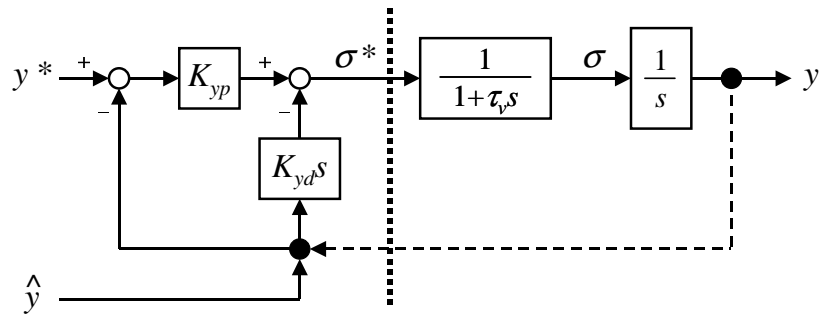 + + σ* 1 σ 1
y* K_yp 1+τ_v s s y
− −
K_yd s
ŷ